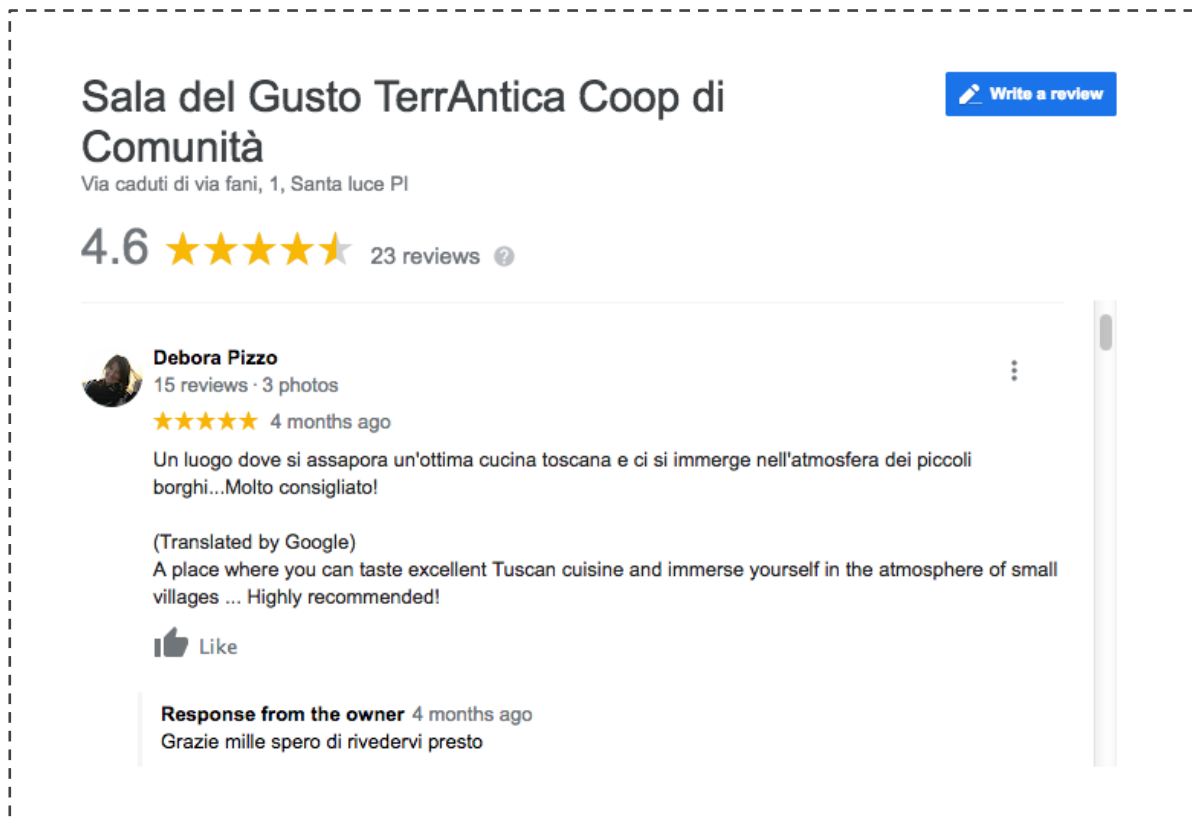 Sala del Gusto TerrAntica Coop di
Comunità
Write a review
Via caduti di via fani, 1, Santa luce PI
4.6
23 reviews ?
Debora Pizzo
15 reviews · 3 photos
4 months ago
Un luogo dove si assapora un'ottima cucina toscana e ci si immerge nell'atmosfera dei piccoli
borghi...Molto consigliato!
(Translated by Google)
A place where you can taste excellent Tuscan cuisine and immerse yourself in the atmosphere of small
villages ... Highly recommended!
Like
Response from the owner 4 months ago
Grazie mille spero di rivedervi presto